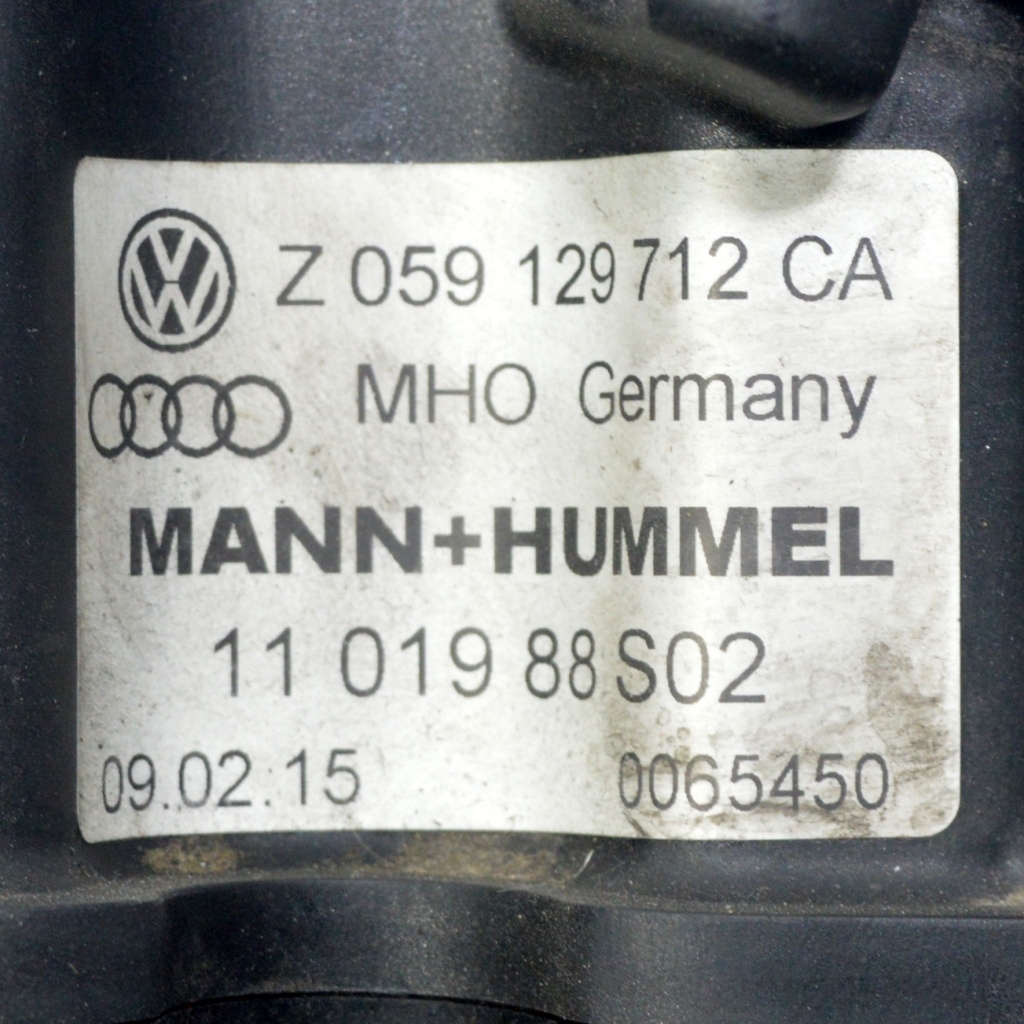 Z 059 129 712 CA
MHO Germany
MANN+HUMMEL
11 019 88 S02
09.02.15 0065450